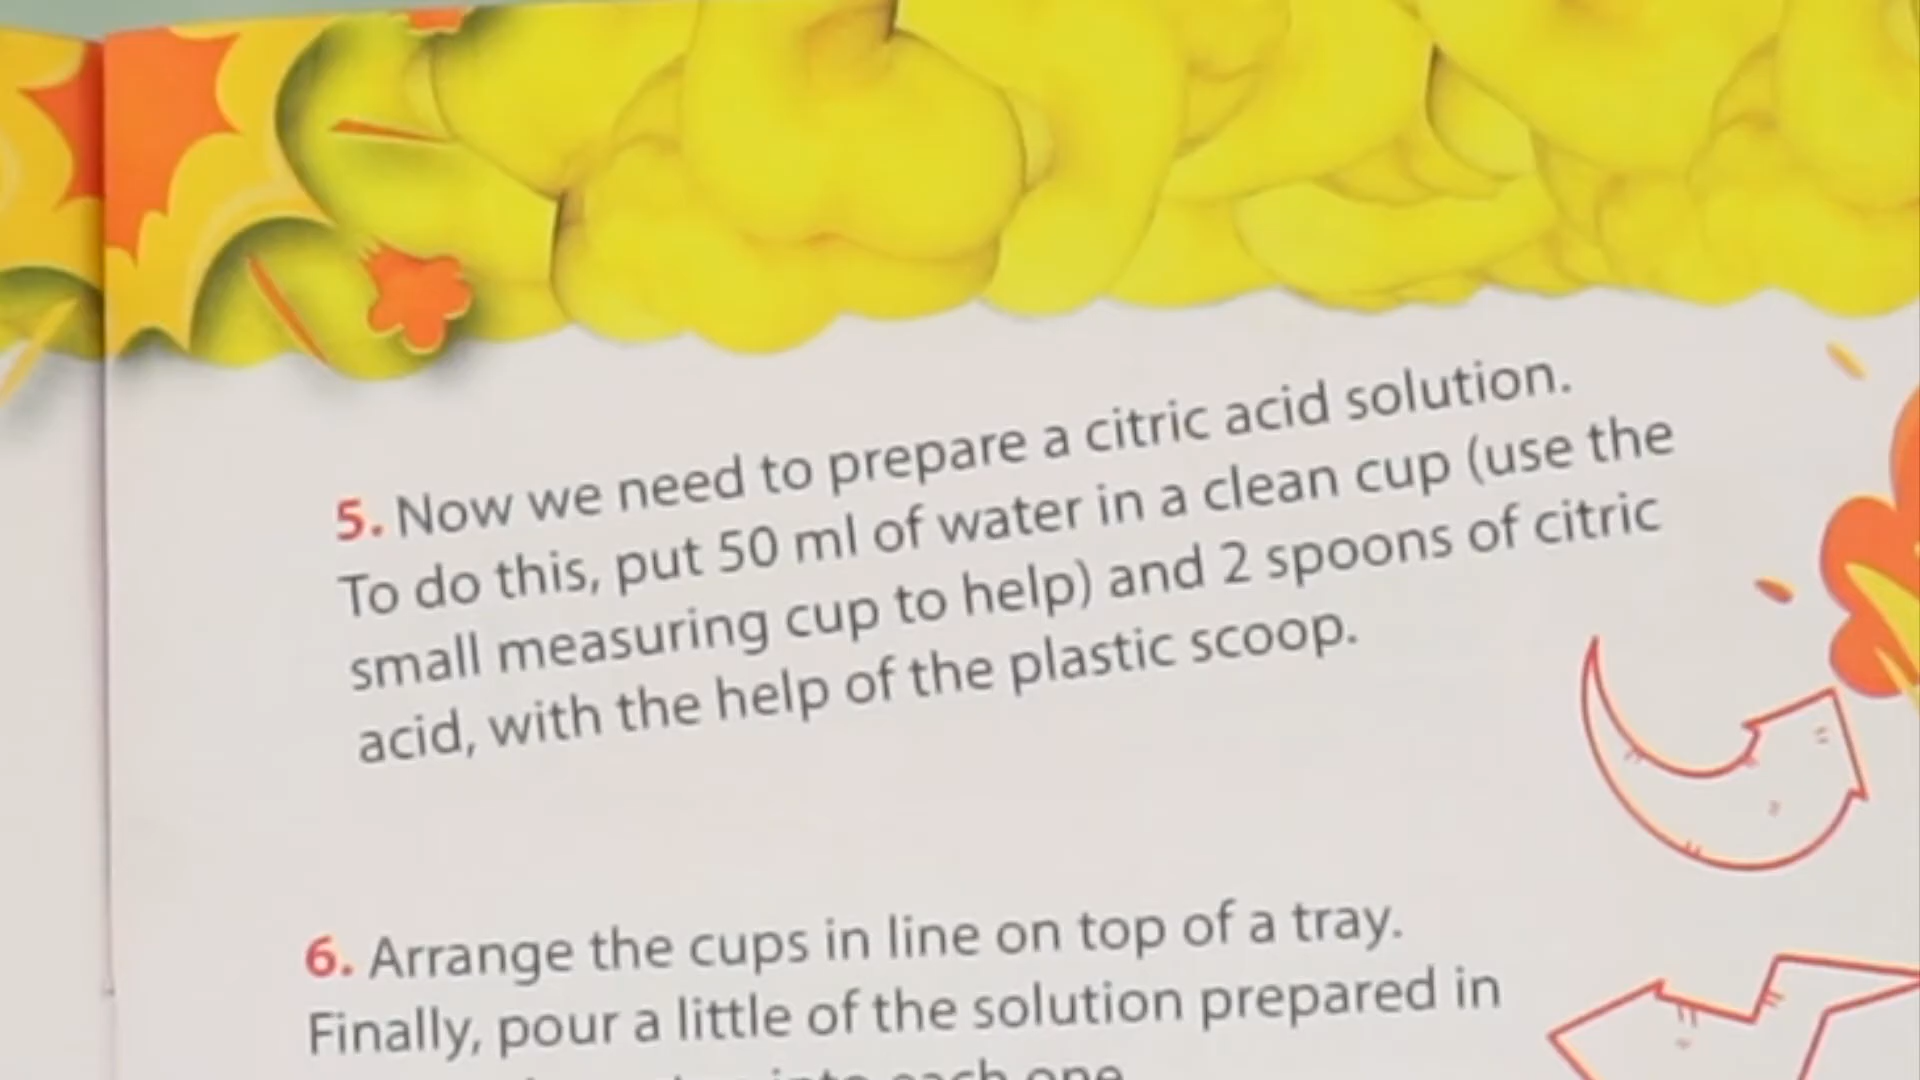 5. Now we need to prepare a citric acid solution.
To do this, put 50 ml of water in a clean cup (use the
small measuring cup to help) and 2 spoons of citric
acid, with the help of the plastic scoop.
6. Arrange the cups in line on top of a tray.
Finally, pour a little of the solution prepared in
into each one